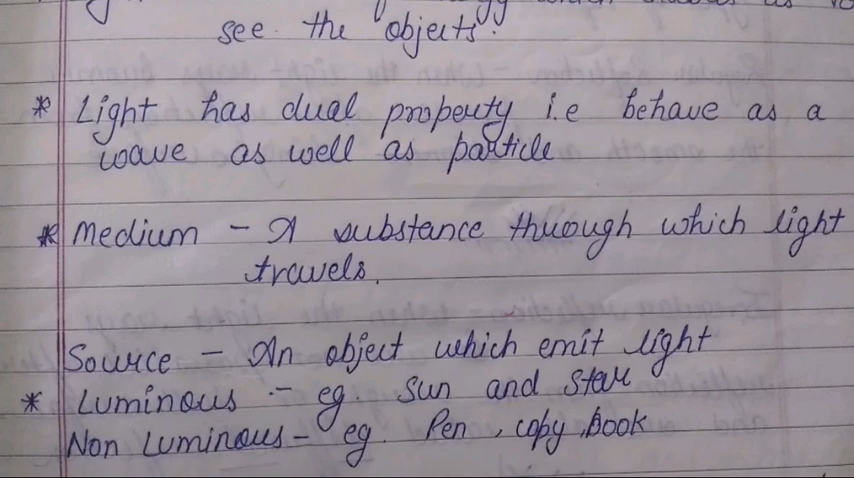 which
see the objects.
* Light has dual property i.e behave as a
wave as well as particle
* Medium - A substance through which light
travels.
Source - An object which emit light
* Luminous :- eg. Sun and Star
Non Luminous - eg. Pen, copy, book